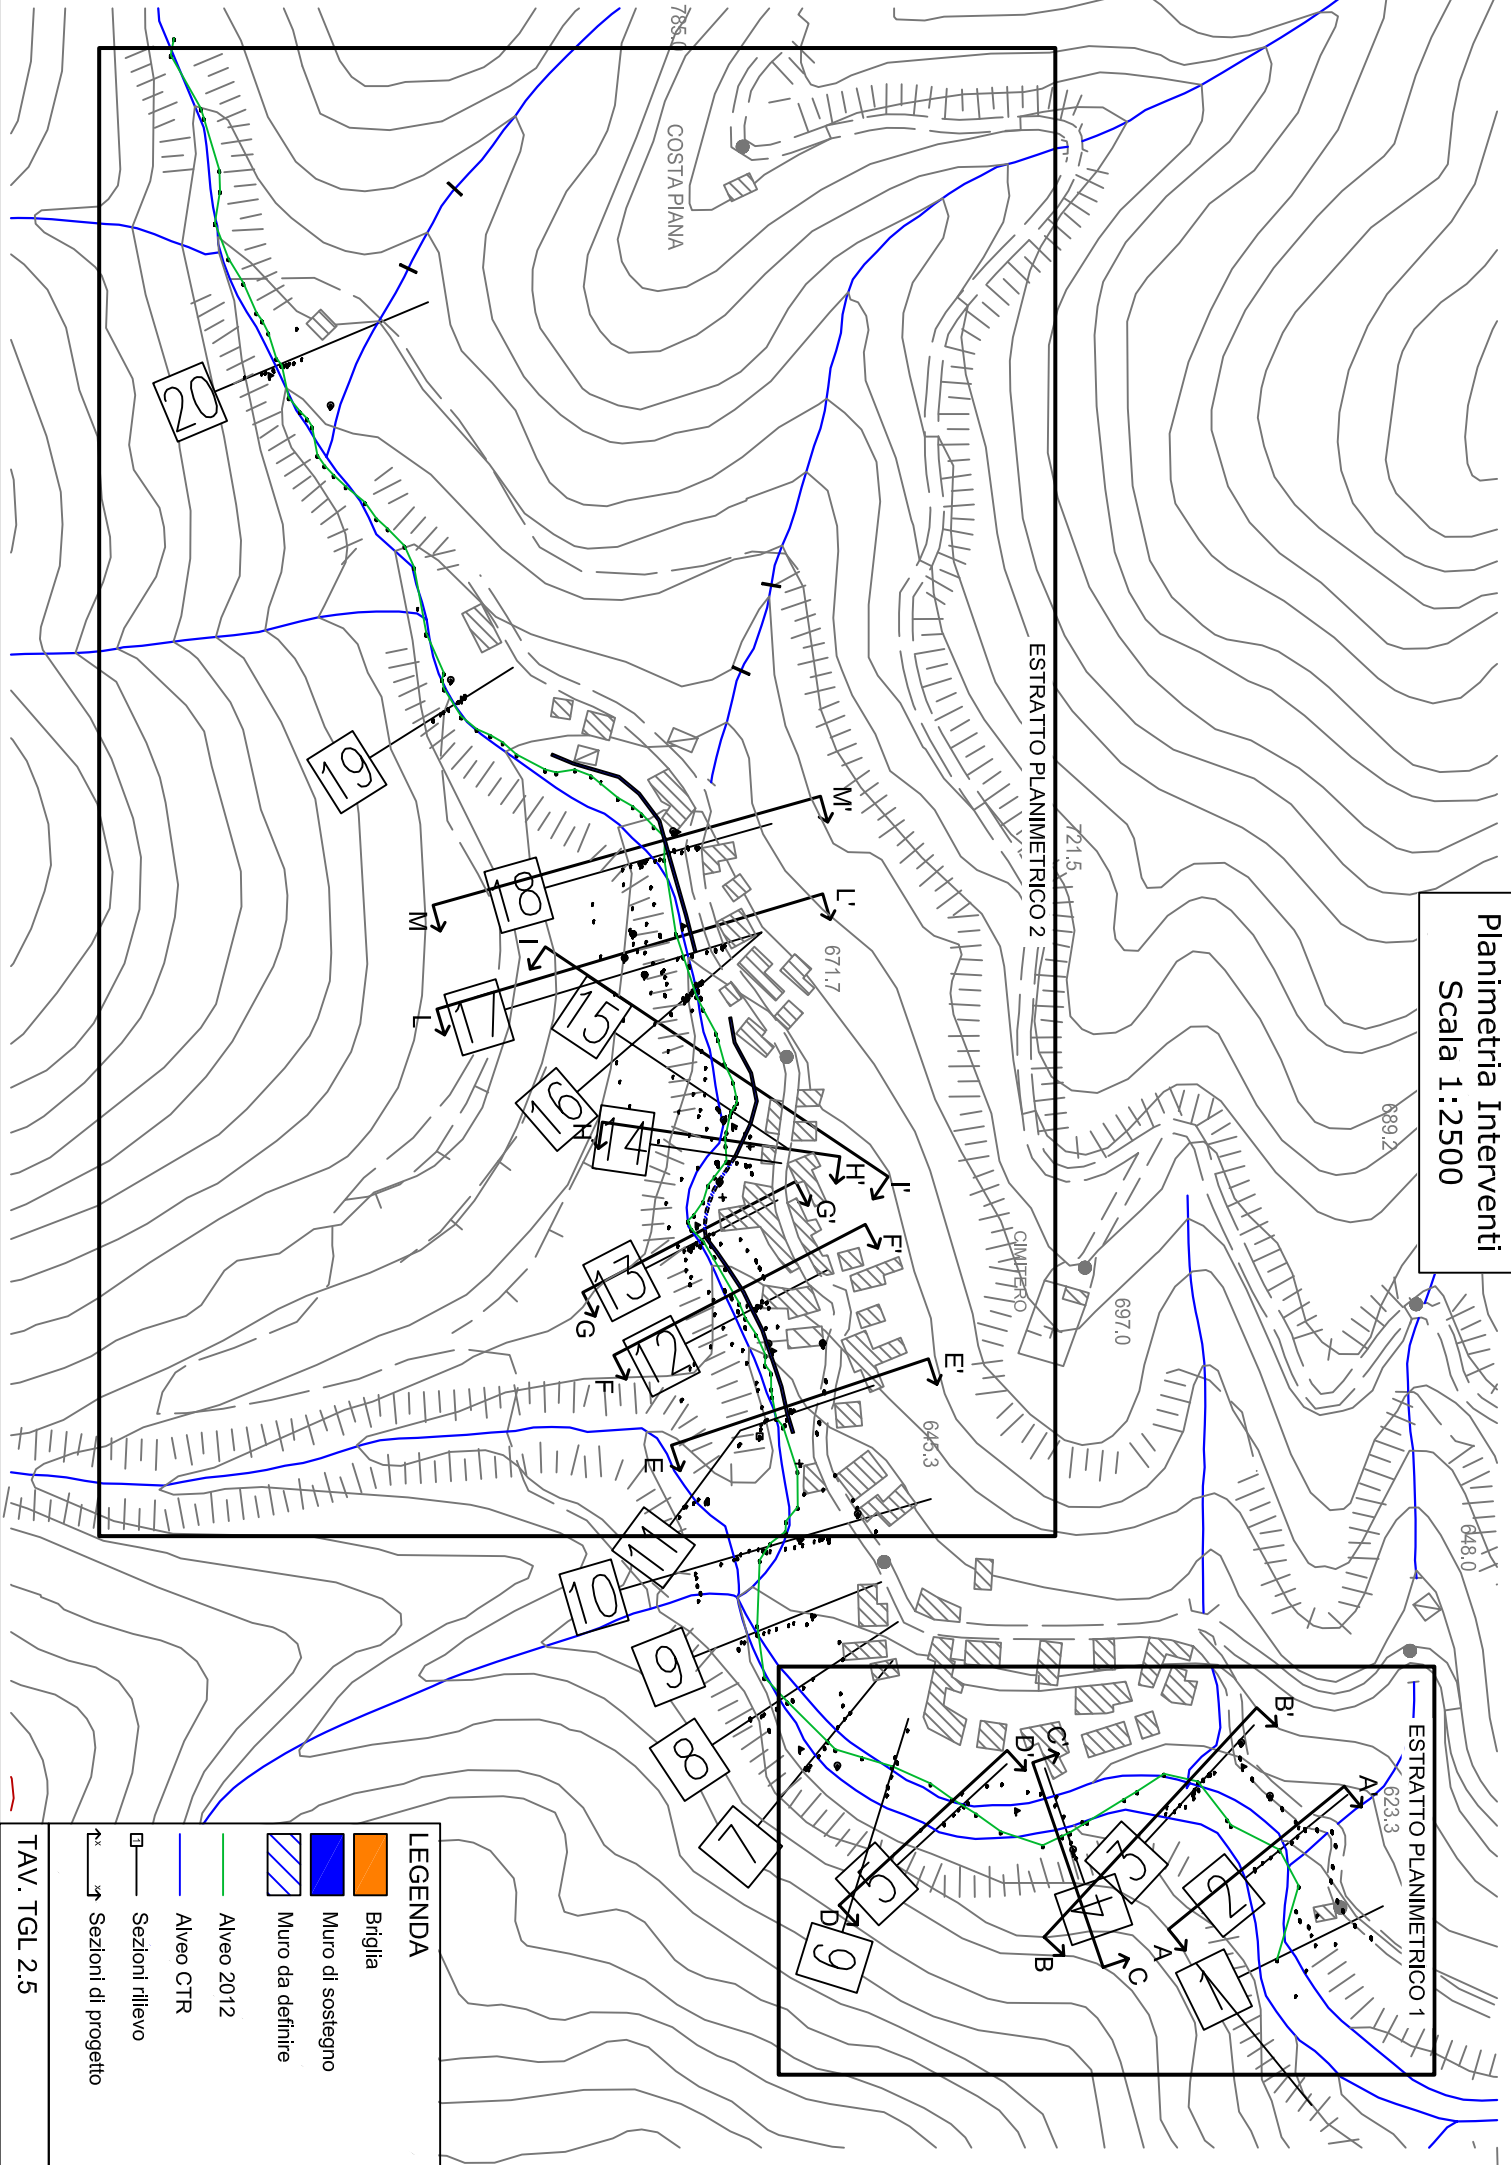 Planimetria Interventi
Scala 1:2500
ESTRATTO PLANIMETRICO 2
ESTRATTO PLANIMETRICO 1
COSTA PIANA
CIMITERO
785.
721.5
671.7
689.2
697.0
645.3
648.0
623.3
20
19
18
17
16
15
14
13
12
11
10
9
8
7
6
5
4
3
2
1
M'
M
L'
L
I'
I
H'
H
G'
G
F'
F
E'
E
D'
D
C'
C
B'
B
A'
A
LEGENDA
Briglia
Muro di sostegno
Muro da definire
Alveo 2012
Alveo CTR
1
Sezioni rilievo
x x'
Sezioni di progetto
TAV. TGL 2.5